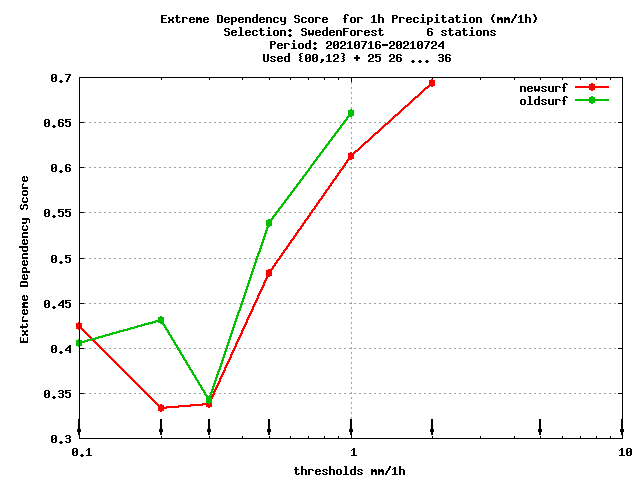 Extreme Dependency Score  for 1h Precipitation (mm/1h)
Selection: SwedenForest      6 stations
Period: 20210716-20210724
Used {00,12} + 25 26 ... 36
newsurf
oldsurf
0.7
0.65
0.6
0.55
0.5
0.45
0.4
0.35
0.3
Extreme Dependency Score
0.1 1 10
thresholds mm/1h